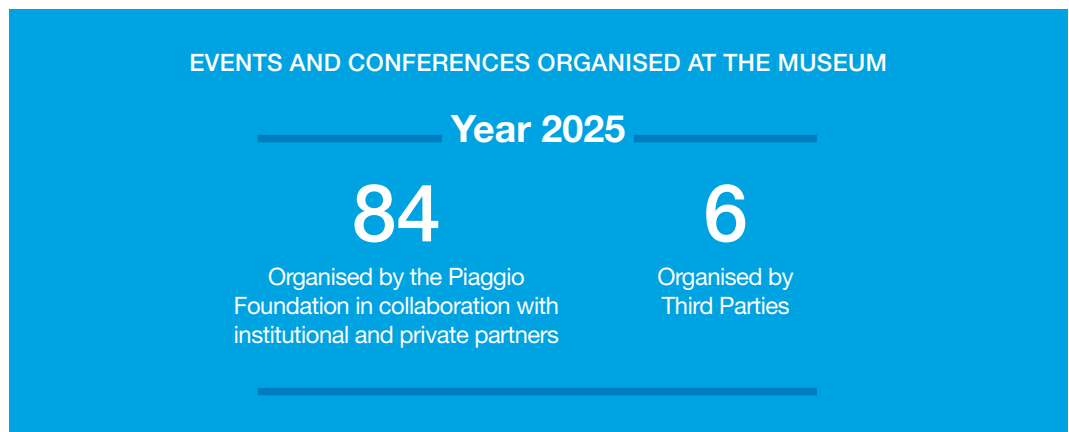 EVENTS AND CONFERENCES ORGANISED AT THE MUSEUM
Year 2025
84
Organised by the Piaggio
Foundation in collaboration with
institutional and private partners
6
Organised by
Third Parties